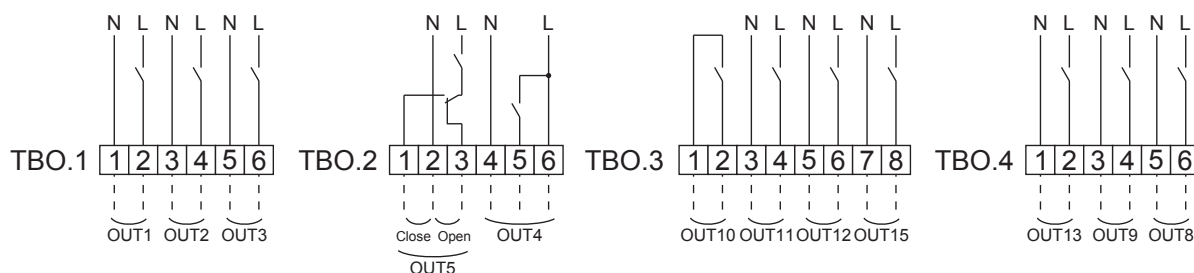 N L N L N L
N L N L
N L N L N L
N L N L N L
TBO.1 1 2 3 4 5 6
TBO.2 1 2 3 4 5 6
TBO.3 1 2 3 4 5 6 7 8
TBO.4 1 2 3 4 5 6
OUT1 OUT2 OUT3
Close Open OUT4
OUT5
OUT10 OUT11 OUT12 OUT15
OUT13 OUT9 OUT8